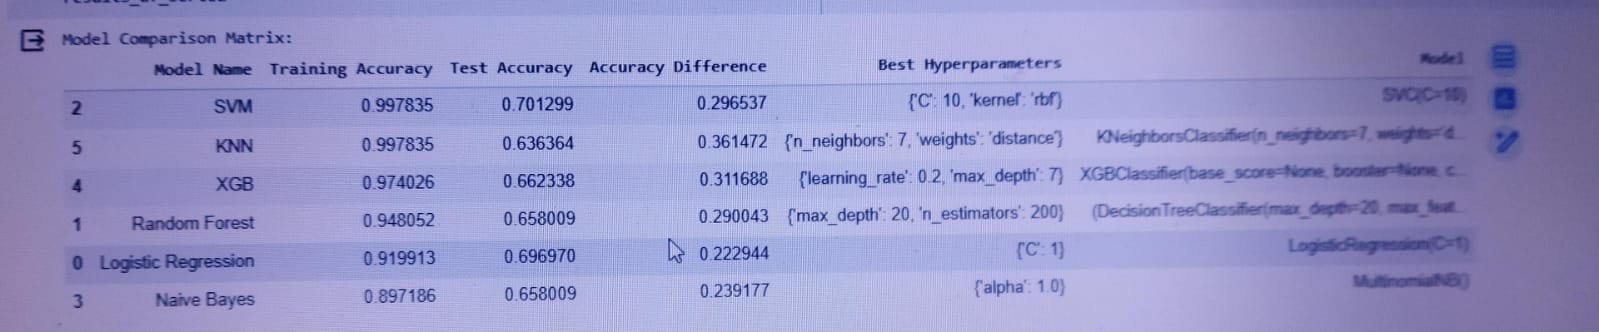 Model Comparison Matrix:
Model Name Training Accuracy Test Accuracy Accuracy Difference Best Hyperparameters Model
2 SVM 0.997835 0.701299 0.296537 {'C': 10, 'kernel': 'rbf'} SVC(C=10)
5 KNN 0.997835 0.636364 0.361472 {'n_neighbors': 7, 'weights': 'distance'} KNeighborsClassifier(n_neighbors=7, weights='d...
4 XGB 0.974026 0.662338 0.311688 {'learning_rate': 0.2, 'max_depth': 7} XGBClassifier(base_score=None, booster=None, c...
1 Random Forest 0.948052 0.658009 0.290043 {'max_depth': 20, 'n_estimators': 200} (DecisionTreeClassifier(max_depth=20, max_feat...
0 Logistic Regression 0.919913 0.696970 0.222944 {'C': 1} LogisticRegression(C=1)
3 Naive Bayes 0.897186 0.658009 0.239177 {'alpha': 1.0} MultinomialNB()